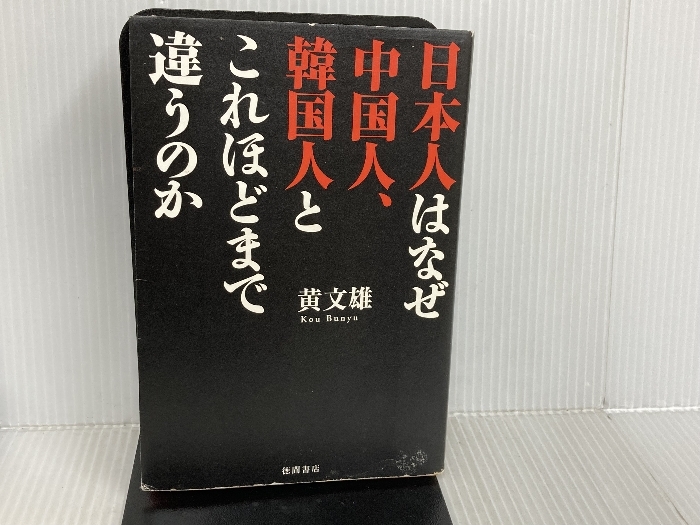 日本人はなぜ
中国人、
韓国人と
これほどまで
違うのか
黄文雄
Kou Bunyu
徳間書店